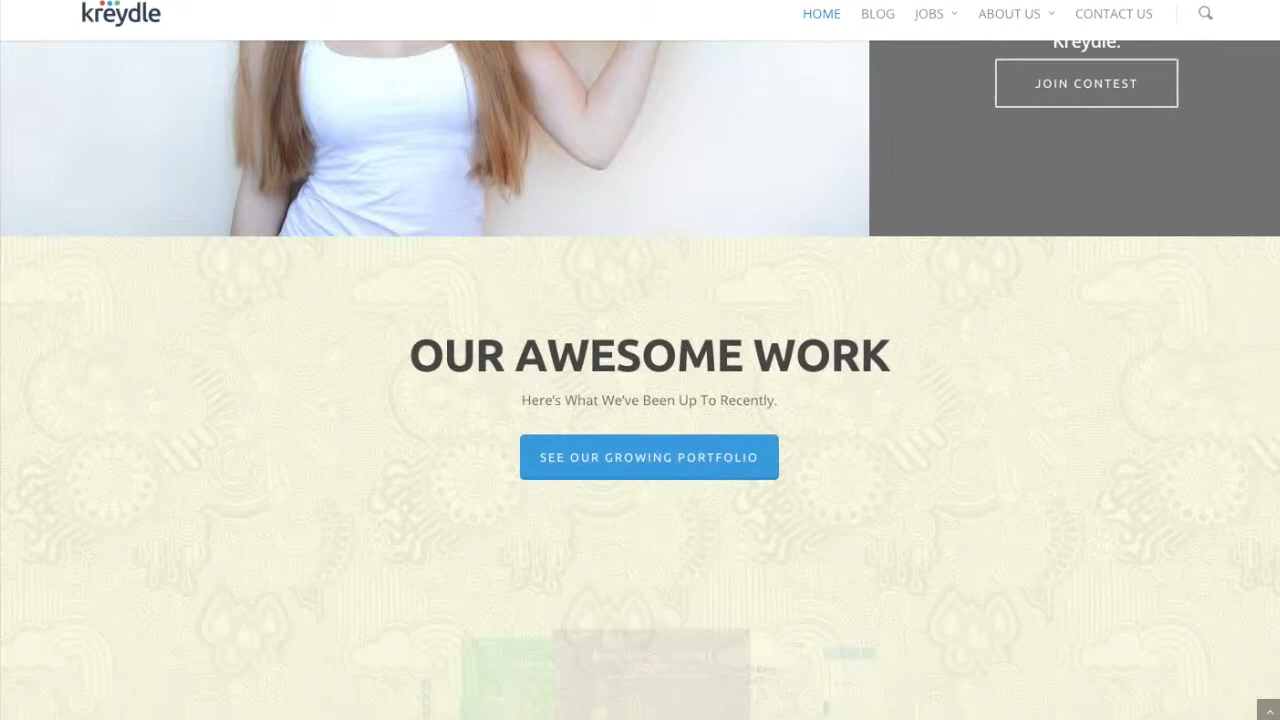 kreydle
HOME BLOG JOBS ABOUT US CONTACT US
Kreydle.
JOIN CONTEST
OUR AWESOME WORK
Here's What We've Been Up To Recently.
SEE OUR GROWING PORTFOLIO